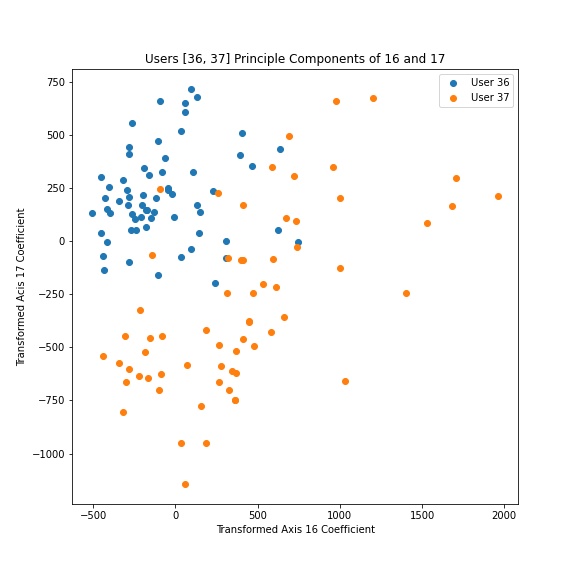 Users [36, 37] Principle Components of 16 and 17
User 36
User 37
750
500
250
0
−250
−500
−750
−1000
Transformed Acis 17 Coefficient
−500
0
500
1000
1500
2000
Transformed Axis 16 Coefficient